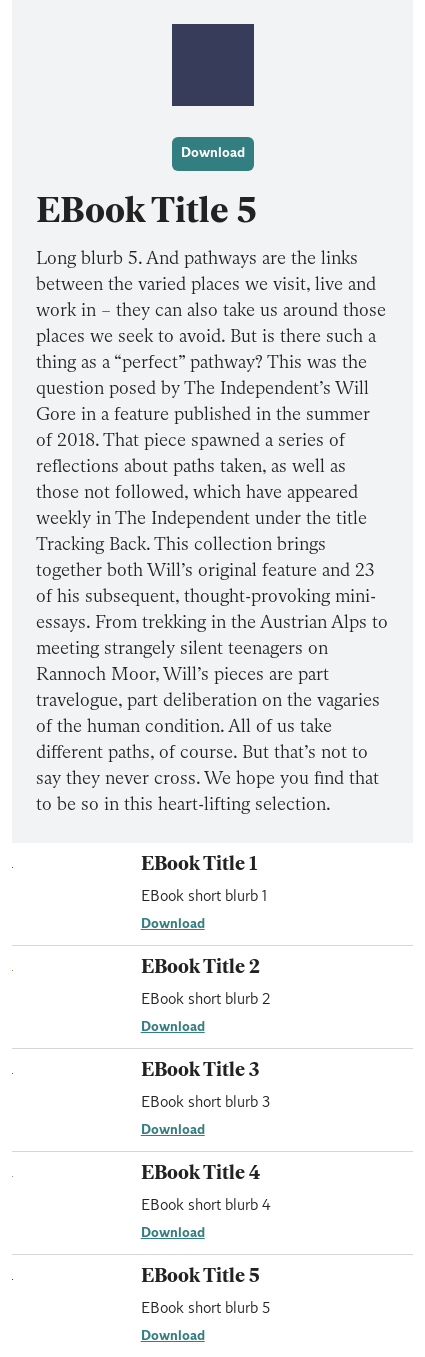 Download
EBook Title 5
Long blurb 5. And pathways are the links
between the varied places we visit, live and
work in – they can also take us around those
places we seek to avoid. But is there such a
thing as a “perfect” pathway? This was the
question posed by The Independent’s Will
Gore in a feature published in the summer
of 2018. That piece spawned a series of
reflections about paths taken, as well as
those not followed, which have appeared
weekly in The Independent under the title
Tracking Back. This collection brings
together both Will’s original feature and 23
of his subsequent, thought-provoking mini-
essays. From trekking in the Austrian Alps to
meeting strangely silent teenagers on
Rannoch Moor, Will’s pieces are part
travelogue, part deliberation on the vagaries
of the human condition. All of us take
different paths, of course. But that’s not to
say they never cross. We hope you find that
to be so in this heart-lifting selection.
EBook Title 1
EBook short blurb 1
Download
EBook Title 2
EBook short blurb 2
Download
EBook Title 3
EBook short blurb 3
Download
EBook Title 4
EBook short blurb 4
Download
EBook Title 5
EBook short blurb 5
Download